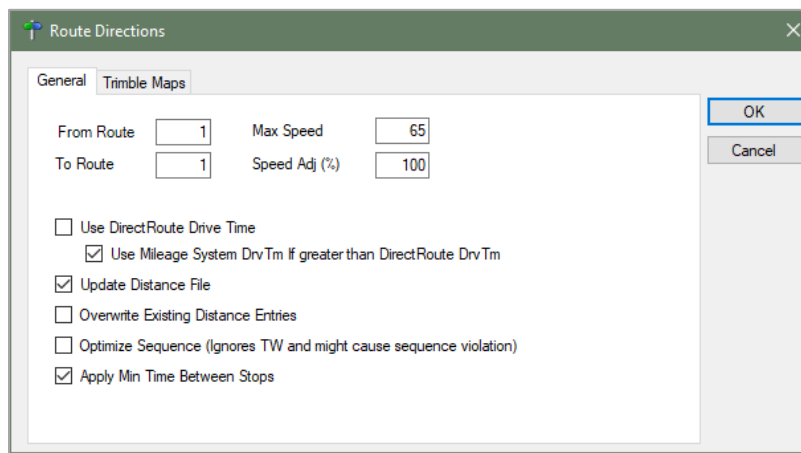 Route Directions
General Trimble Maps
From Route 1 Max Speed 65
To Route 1 Speed Adj (%) 100
OK
Cancel
Use DirectRoute Drive Time
Use Mileage System DrvTm If greater than DirectRoute DrvTm
Update Distance File
Overwrite Existing Distance Entries
Optimize Sequence (Ignores TW and might cause sequence violation)
Apply Min Time Between Stops